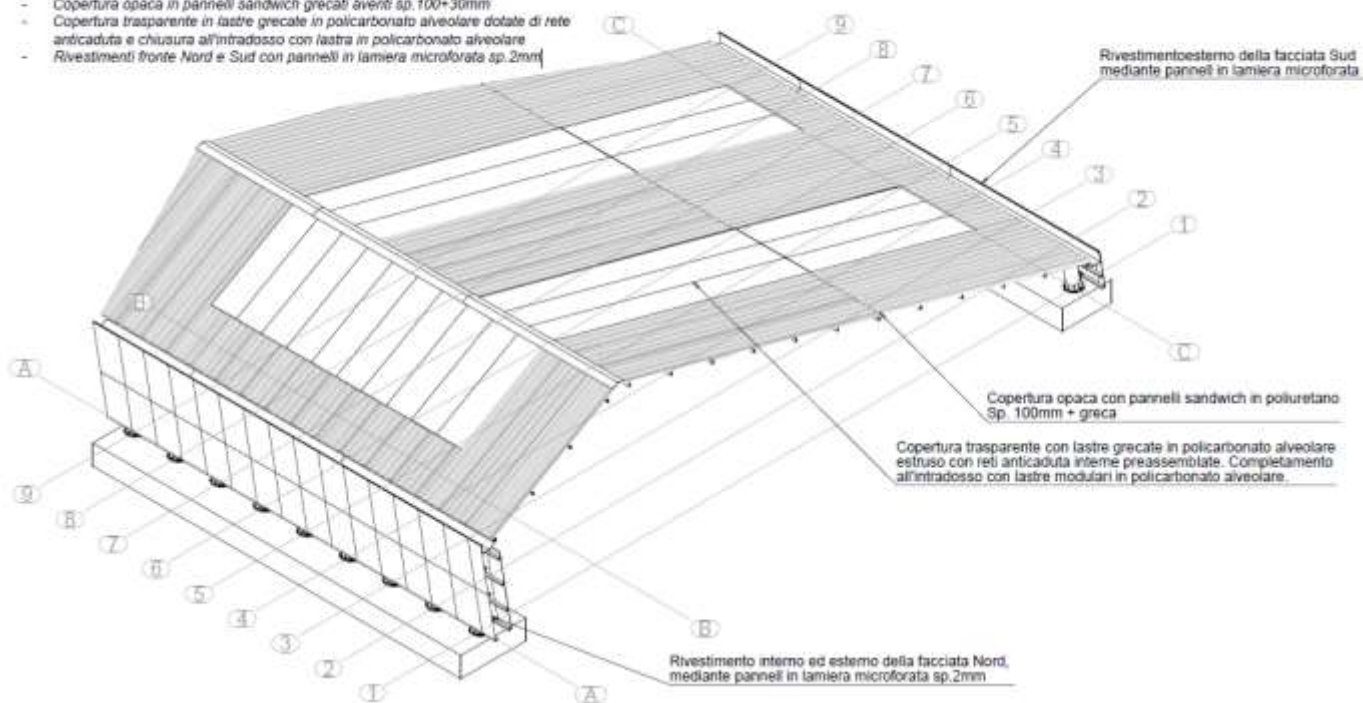 - Copertura opaca in pannelli sandwich grecati aventi sp.100+30mm
- Copertura trasparente in lastre grecate in policarbonato alveolare dotate di rete
anticaduta e chiusura all'intradosso con lastra in policarbonato alveolare
- Rivestimenti fronte Nord e Sud con pannelli in lamiera microforata sp.2mm
C
9
8
7
6
5
4
3
2
1
C
Rivestimentoesterno della facciata Sud
mediante pannell in lamiera microforata
Copertura opaca con pannelli sandwich in poliuretano
Sp. 100mm + greca
Copertura trasparente con lastre grecate in policarbonato alveolare
estruso con reti anticaduta interne preassemblate. Completamento
all'intradosso con lastre modulari in policarbonato alveolare.
B
A
9
8
7
6
5
4
3
2
1
B
A
Rivestimento interno ed esterno della facciata Nord,
mediante pannell in lamiera microforata sp.2mm